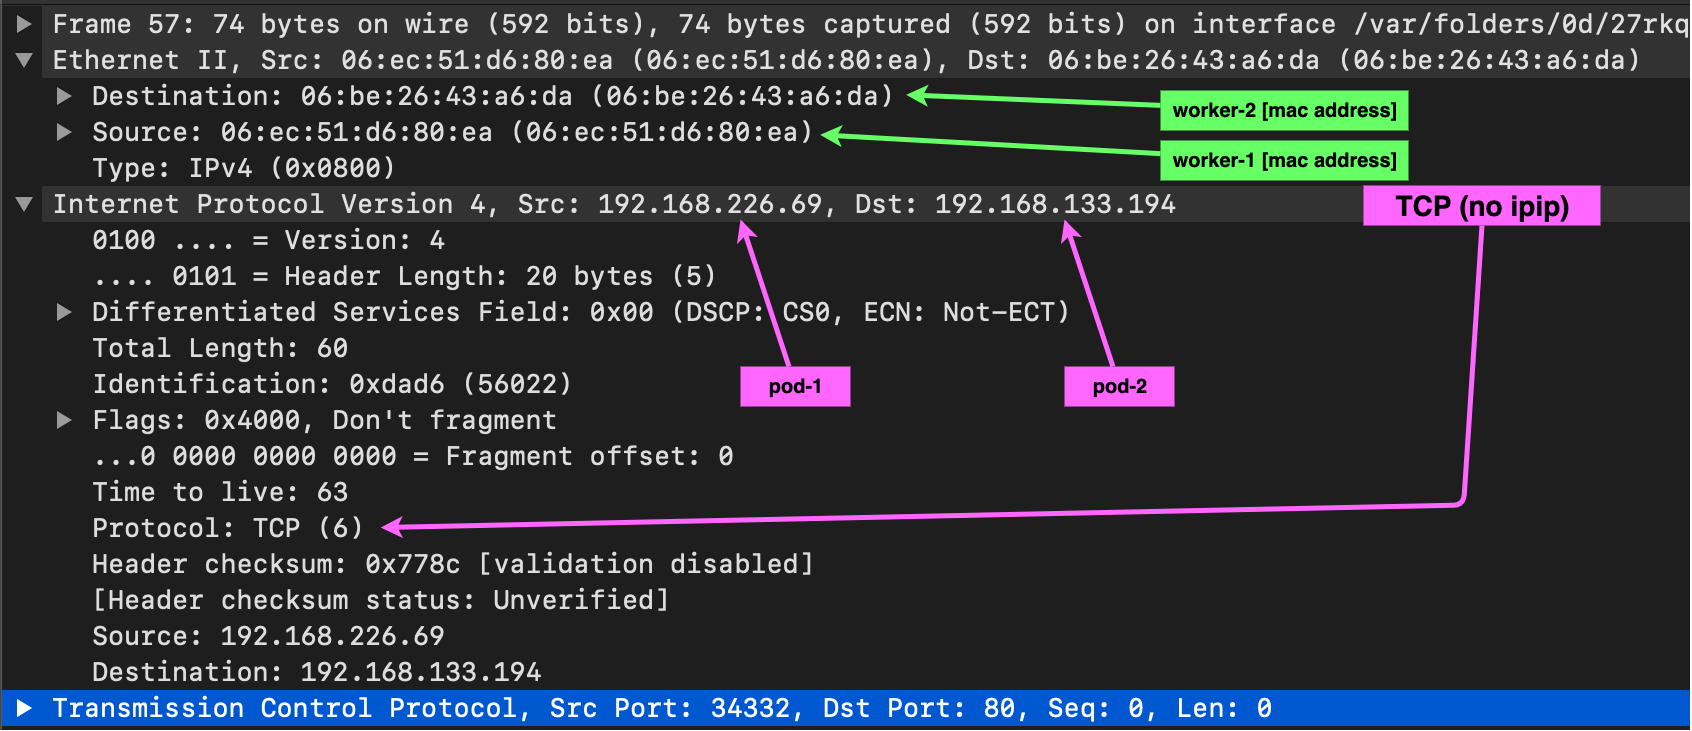 Frame 57: 74 bytes on wire (592 bits), 74 bytes captured (592 bits) on interface /var/folders/0d/27rkq
Ethernet II, Src: 06:ec:51:d6:80:ea (06:ec:51:d6:80:ea), Dst: 06:be:26:43:a6:da (06:be:26:43:a6:da)
Destination: 06:be:26:43:a6:da (06:be:26:43:a6:da)
worker-2 [mac address]
Source: 06:ec:51:d6:80:ea (06:ec:51:d6:80:ea)
worker-1 [mac address]
Type: IPv4 (0x0800)
Internet Protocol Version 4, Src: 192.168.226.69, Dst: 192.168.133.194
TCP (no ipip)
0100 .... = Version: 4
.... 0101 = Header Length: 20 bytes (5)
Differentiated Services Field: 0x00 (DSCP: CS0, ECN: Not-ECT)
Total Length: 60
Identification: 0xdad6 (56022)
pod-1
pod-2
Flags: 0x4000, Don't fragment
...0 0000 0000 0000 = Fragment offset: 0
Time to live: 63
Protocol: TCP (6)
Header checksum: 0x778c [validation disabled]
[Header checksum status: Unverified]
Source: 192.168.226.69
Destination: 192.168.133.194
Transmission Control Protocol, Src Port: 34332, Dst Port: 80, Seq: 0, Len: 0